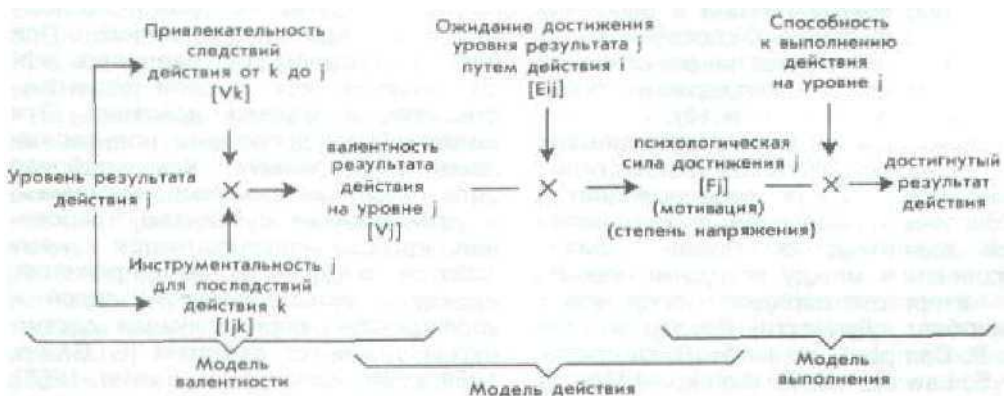 Привлекательность
следствий
действия от k до j
[Vk]
Ожидание достижения
уровня результата j
путем действия i
[Eij]
Способность
к выполнению
действия
на уровне j
Уровень результата
действия j
×
валентность
результата
действия
на уровне j
[Vj]
×
психологическая
сила достижения j
[Fj]
(мотивация)
(степень напряжения)
×
достигнутый
результат
действия
Инструментальность j
для последствий
действия k
[Ijk]
Модель
валентности
Модель действия
Модель
выполнения